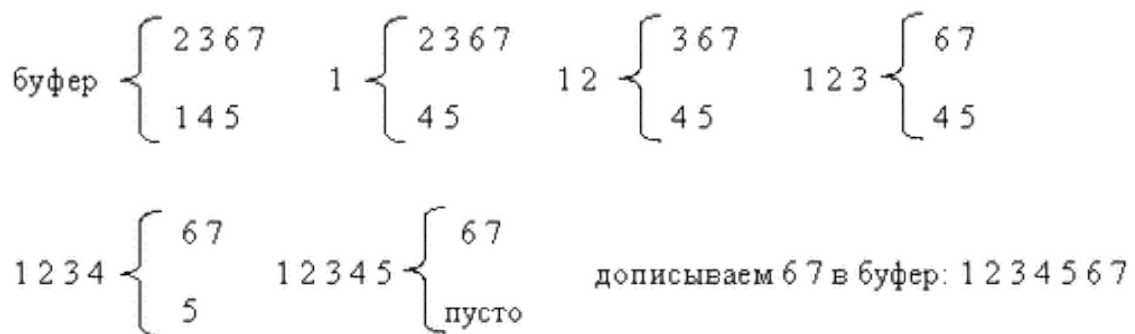 2 3 6 7 2 3 6 7 3 6 7 6 7
буфер 1 1 2 1 2 3
1 4 5 4 5 4 5 4 5
6 7 6 7
1 2 3 4 1 2 3 4 5 дописываем 6 7 в буфер: 1 2 3 4 5 6 7
5 пусто